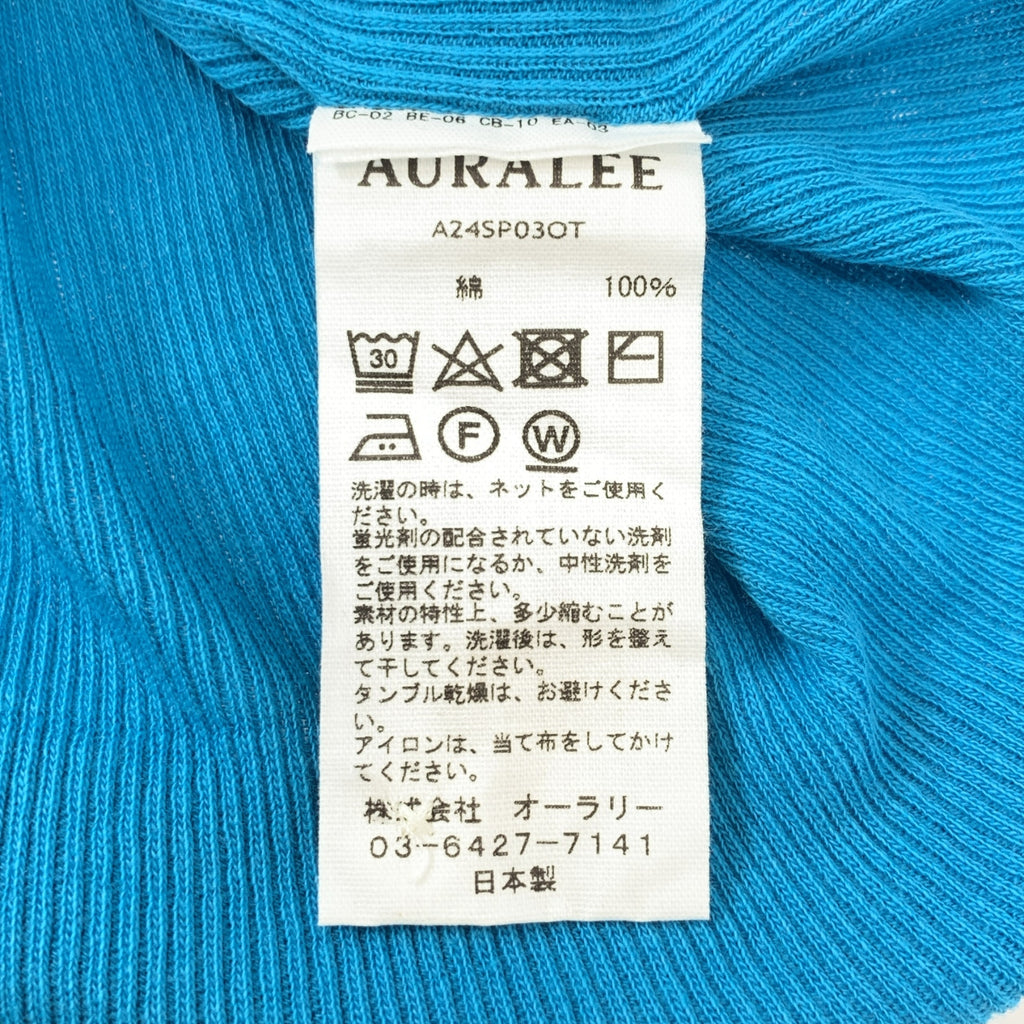 BC-02 BE-06 CB-10 EA-03
AURALEE
A24SP03OT
綿 100%
30
F W
洗濯の時は、ネットをご使用く
ださい。
蛍光剤の配合されていない洗剤
をご使用になるか、中性洗剤を
ご使用ください。
素材の特性上、多少縮むことが
あります。洗濯後は、形を整え
て干してください。
タンブル乾燥は、お避けくださ
い。
アイロンは、当て布をしてかけ
てください。
株式会社 オーラリー
03-6427-7141
日本製